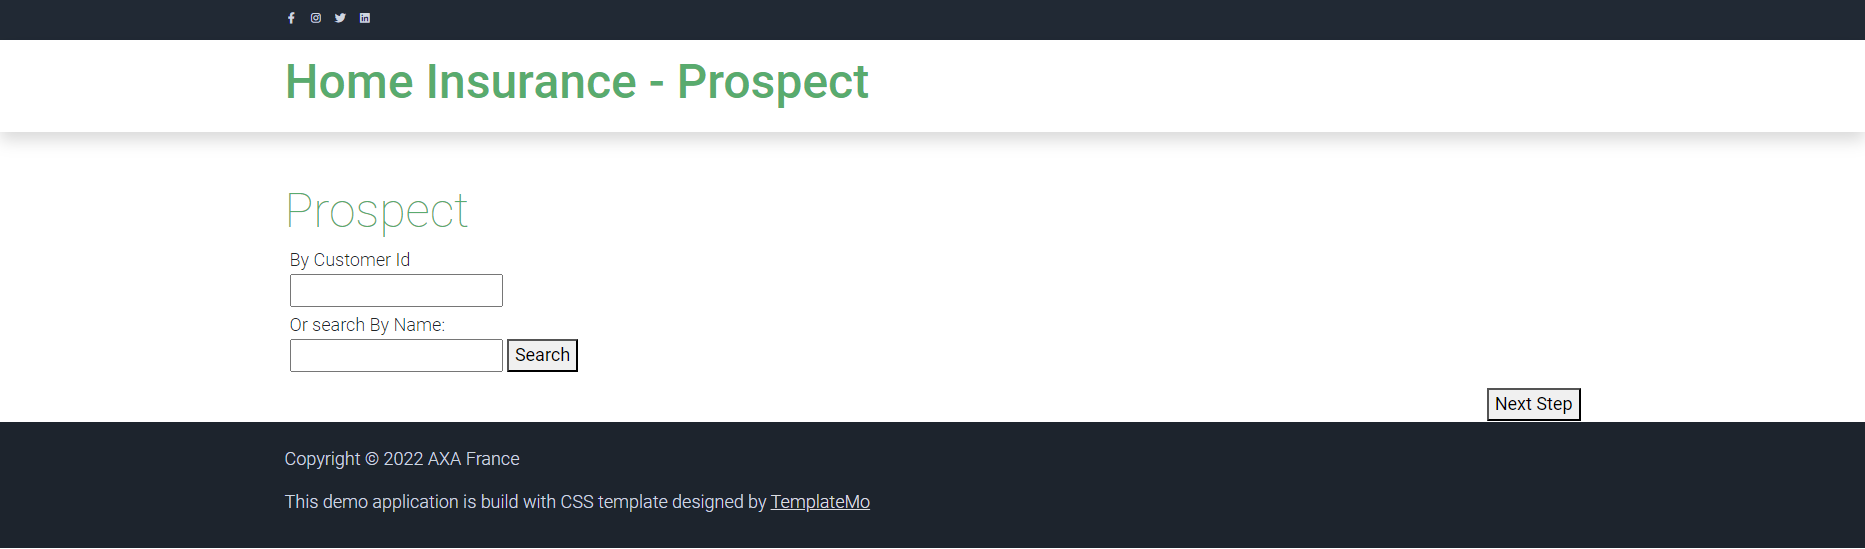 Home Insurance - Prospect
Prospect
By Customer Id
Or search By Name:
Search
Next Step
Copyright © 2022 AXA France
This demo application is build with CSS template designed by TemplateMo